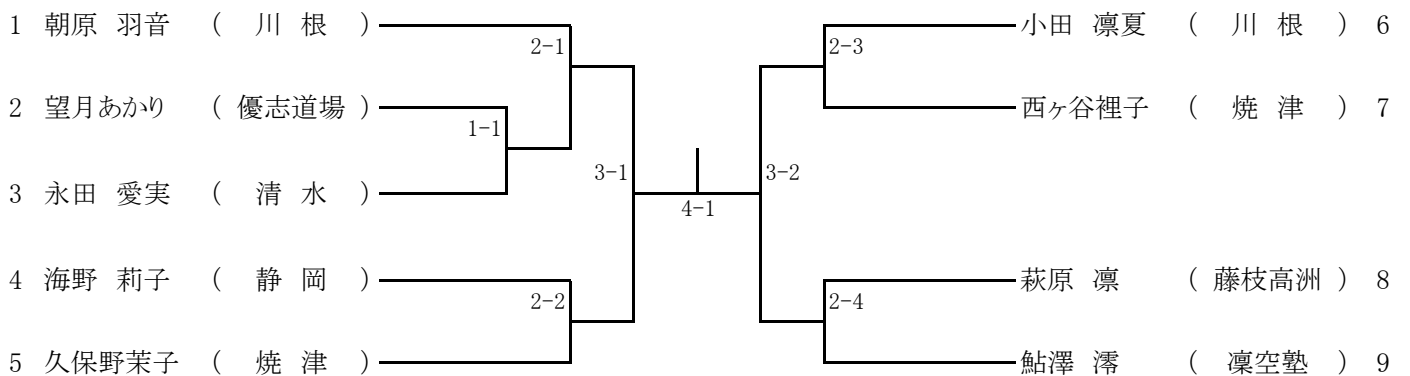 1 朝原 羽音 ( 川 根 )
2-1
2 望月あかり ( 優志道場 )
1-1
3 永田 愛実 ( 清 水 )
3-1
4 海野 莉子 ( 静 岡 )
2-2
5 久保野茉子 ( 焼 津 )
4-1
小田 凛夏 ( 川 根 ) 6
2-3
西ヶ谷裡子 ( 焼 津 ) 7
3-2
萩原 凛 ( 藤枝高洲 ) 8
2-4
鮎澤 澪 ( 凜空塾 ) 9